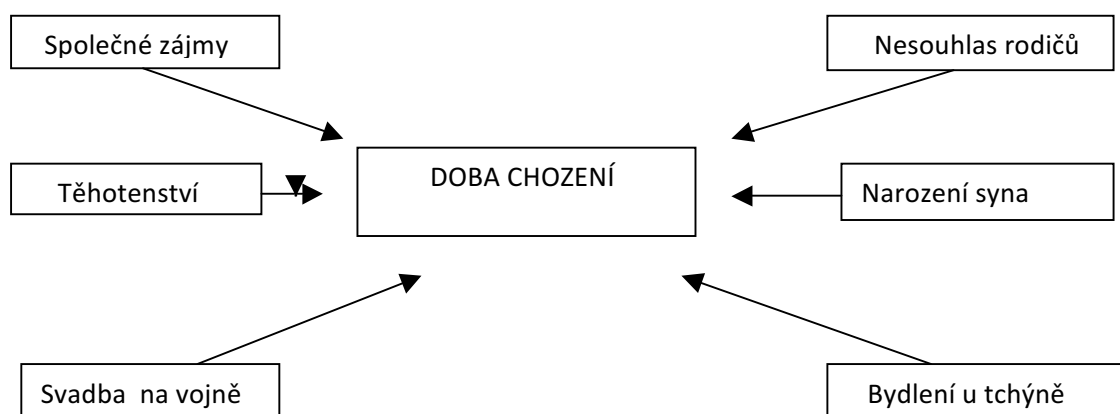 Společné zájmy
Nesouhlas rodičů
DOBA CHOZENÍ
Těhotenství
Narození syna
Svadba na vojně
Bydlení u tchýně